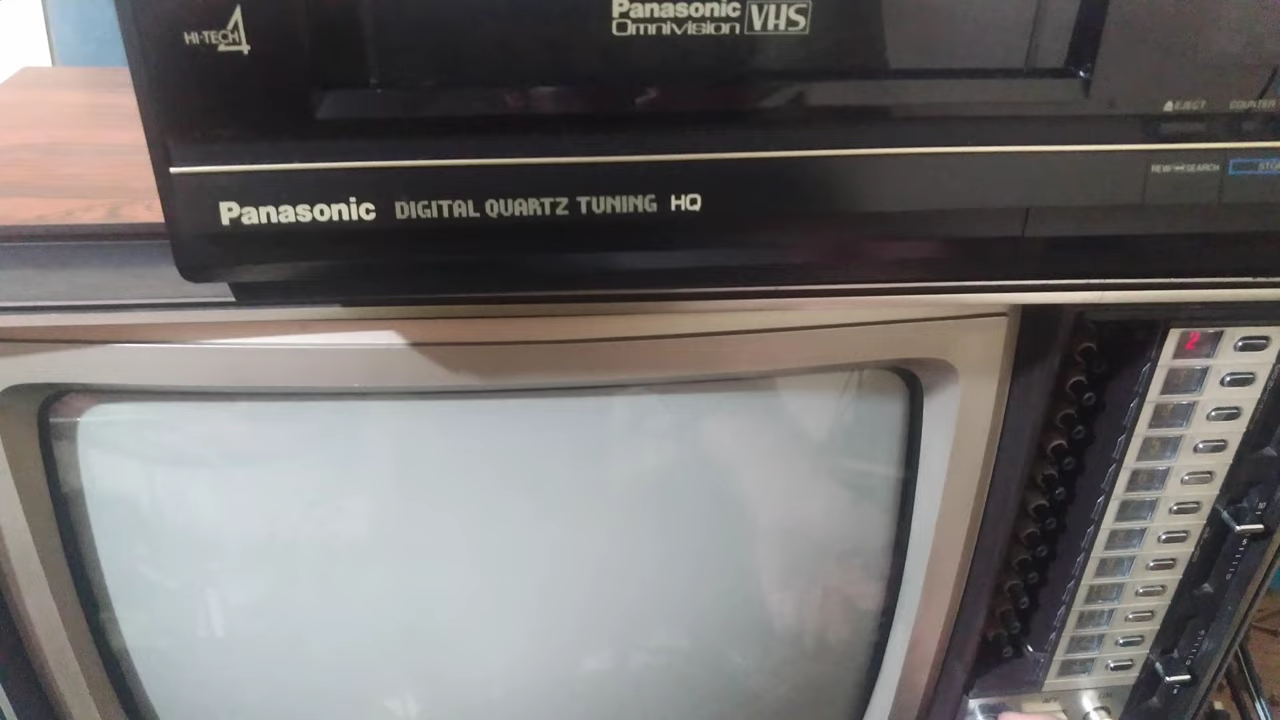 HI-TECH 4
Panasonic
Omnivision VHS
EJECT COUNTER
REW SEARCH
Panasonic DIGITAL QUARTZ TUNING HQ
2